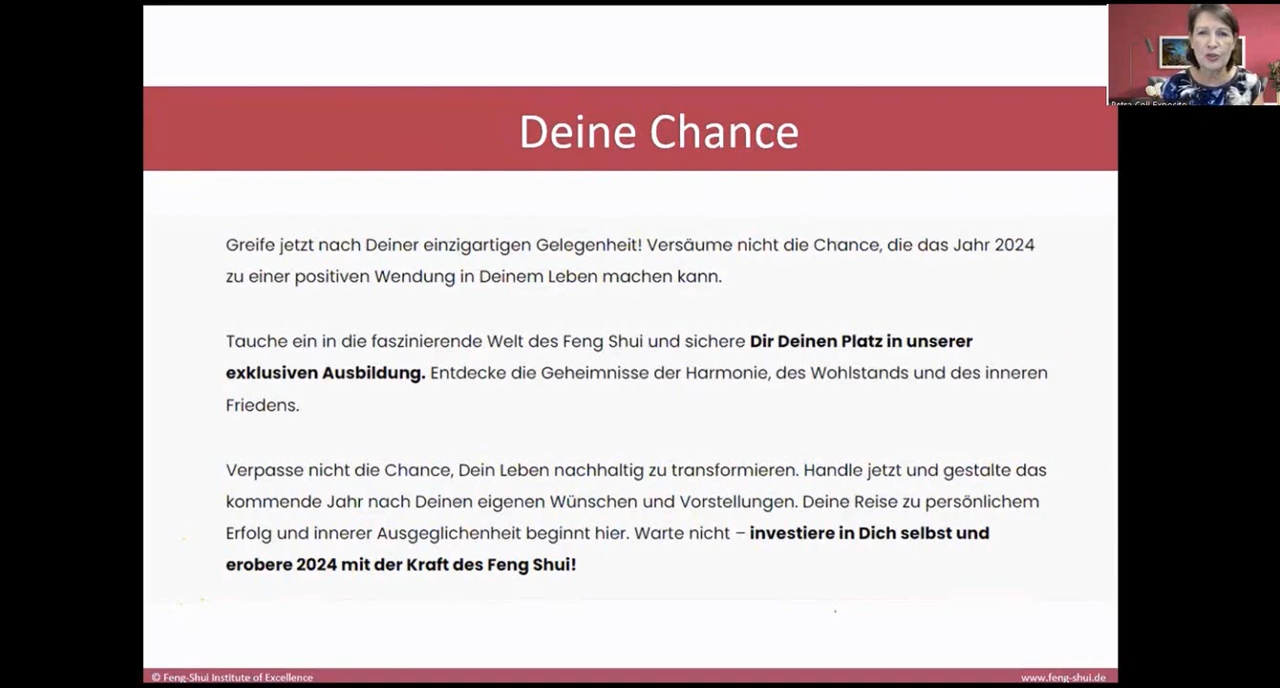 Deine Chance
Greife jetzt nach Deiner einzigartigen Gelegenheit! Versäume nicht die Chance, die das Jahr 2024
zu einer positiven Wendung in Deinem Leben machen kann.
Tauche ein in die faszinierende Welt des Feng Shui und sichere Dir Deinen Platz in unserer
exklusiven Ausbildung. Entdecke die Geheimnisse der Harmonie, des Wohlstands und des inneren
Friedens.
Verpasse nicht die Chance, Dein Leben nachhaltig zu transformieren. Handle jetzt und gestalte das
kommende Jahr nach Deinen eigenen Wünschen und Vorstellungen. Deine Reise zu persönlichem
Erfolg und innerer Ausgeglichenheit beginnt hier. Warte nicht – investiere in Dich selbst und
erobere 2024 mit der Kraft des Feng Shui!
© Feng-Shui Institute of Excellence
www.feng-shui.de